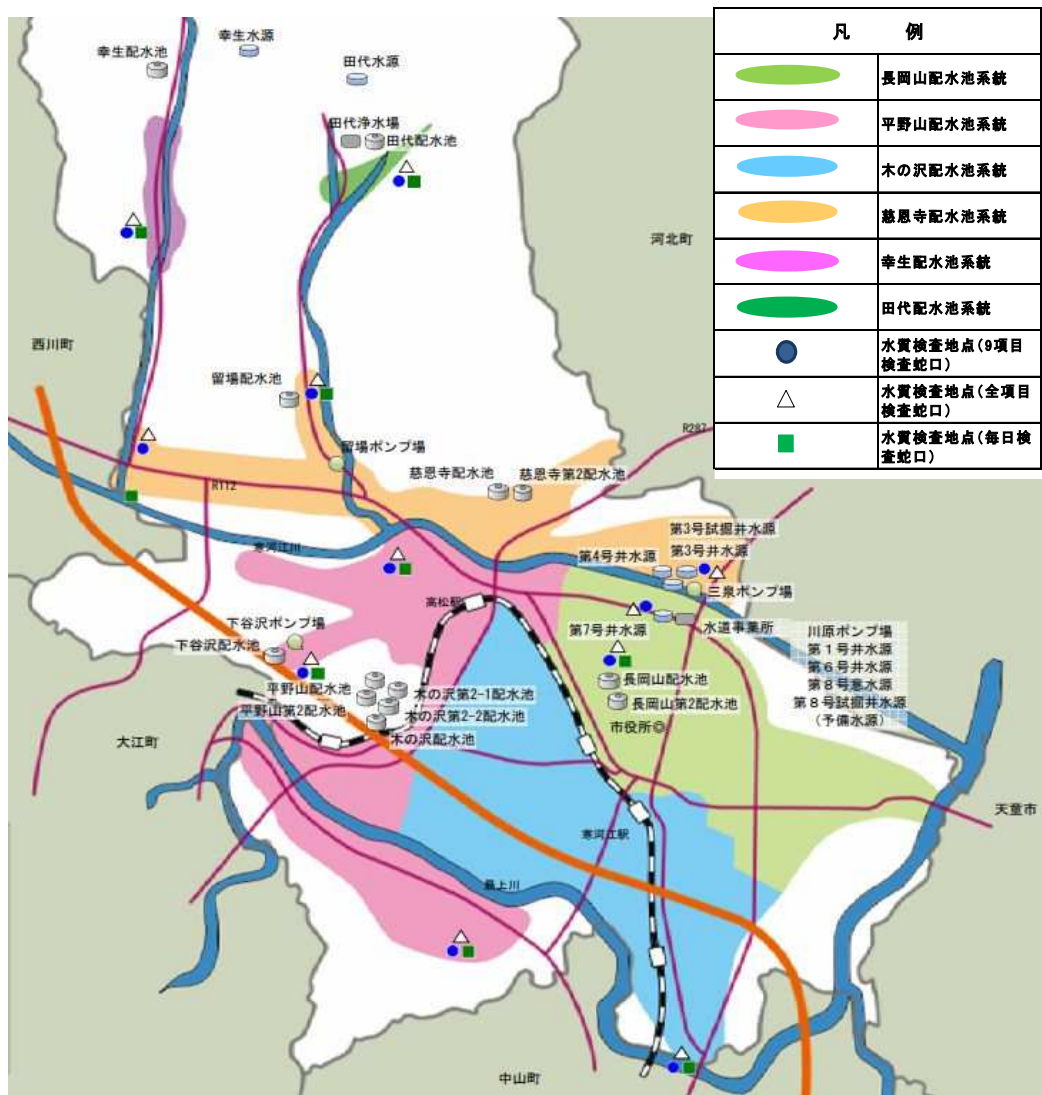 凡　例
長岡山配水池系統
平野山配水池系統
木の沢配水池系統
慈恩寺配水池系統
幸生配水池系統
田代配水池系統
水質検査地点(9項目
検査蛇口)
水質検査地点(全項目
検査蛇口)
水質検査地点(毎日検
査蛇口)
幸生水源
幸生配水池
田代水源
田代浄水場
田代配水池
河北町
西川町
留場配水池
R287
留場ポンプ場
慈恩寺配水池
慈恩寺第2配水池
R112
第3号試掘井水源
寒河江川
第4号井水源
第3号井水源
三泉ポンプ場
高松駅
下谷沢ポンプ場
第7号井水源
水道事業所
川原ポンプ場
下谷沢配水池
第1号井水源
第6号井水源
長岡山配水池
第8号意水源
平野山配水池
木の沢第2-1配水池
長岡山第2配水池
第8号試掘井水源
平野山第2配水池
木の沢第2-2配水池
(予備水源)
市役所◎
大江町
木の沢配水池
天童市
寒河江駅
最上川
中山町